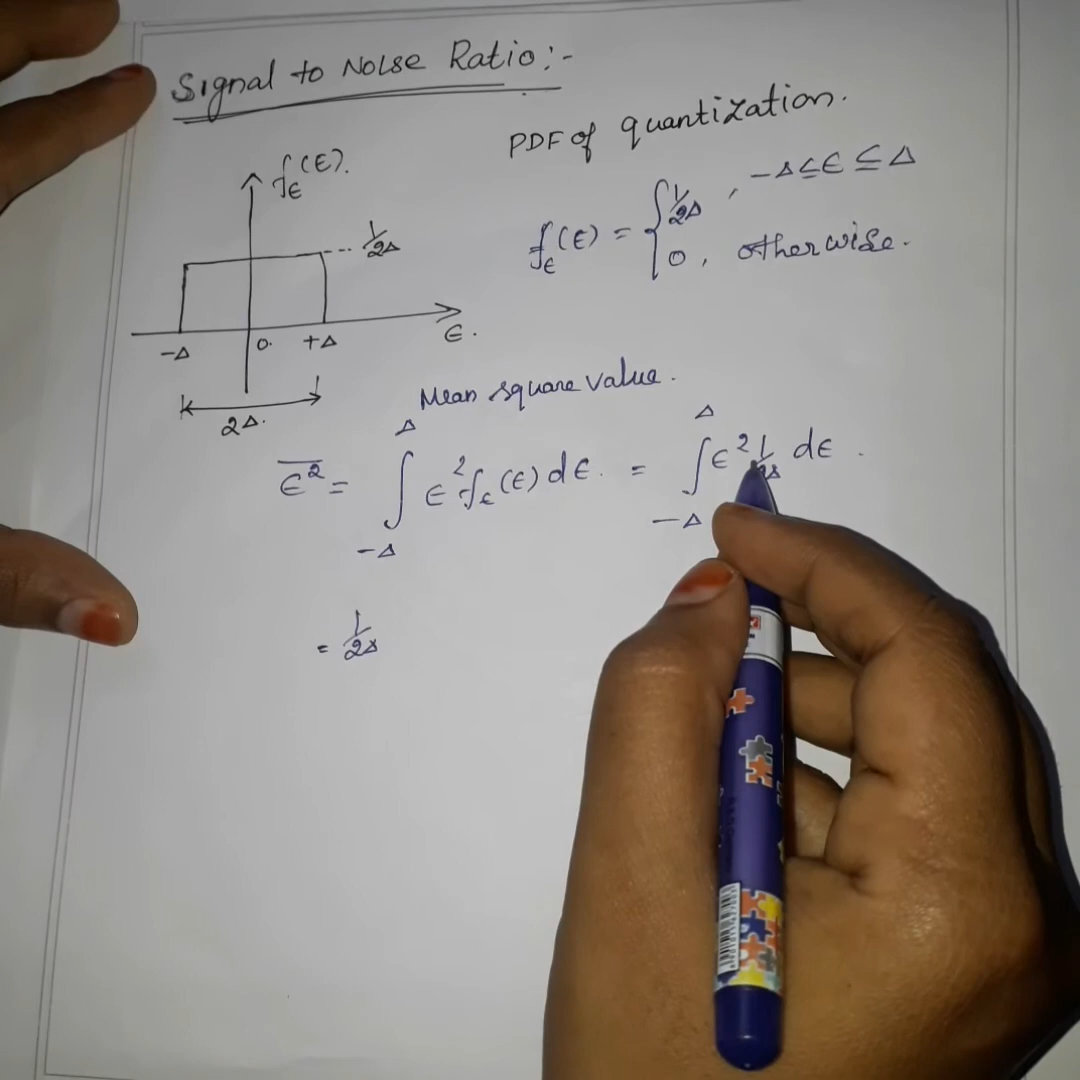 Signal to Noise Ratio:-
PDF of quantization.
f_ϵ(ϵ).
1/2Δ
-Δ 0. +Δ ϵ.
2Δ.
f_ϵ(ϵ) = { 1/2Δ , -Δ ≤ ϵ ≤ Δ
0, otherwise.
Mean square value.
ϵ̅²̅ = ∫_{-Δ}^{Δ} ϵ² f_ϵ(ϵ) dϵ. = ∫_{-Δ}^{Δ} ϵ² 1/2Δ dϵ.
= 1/2Δ